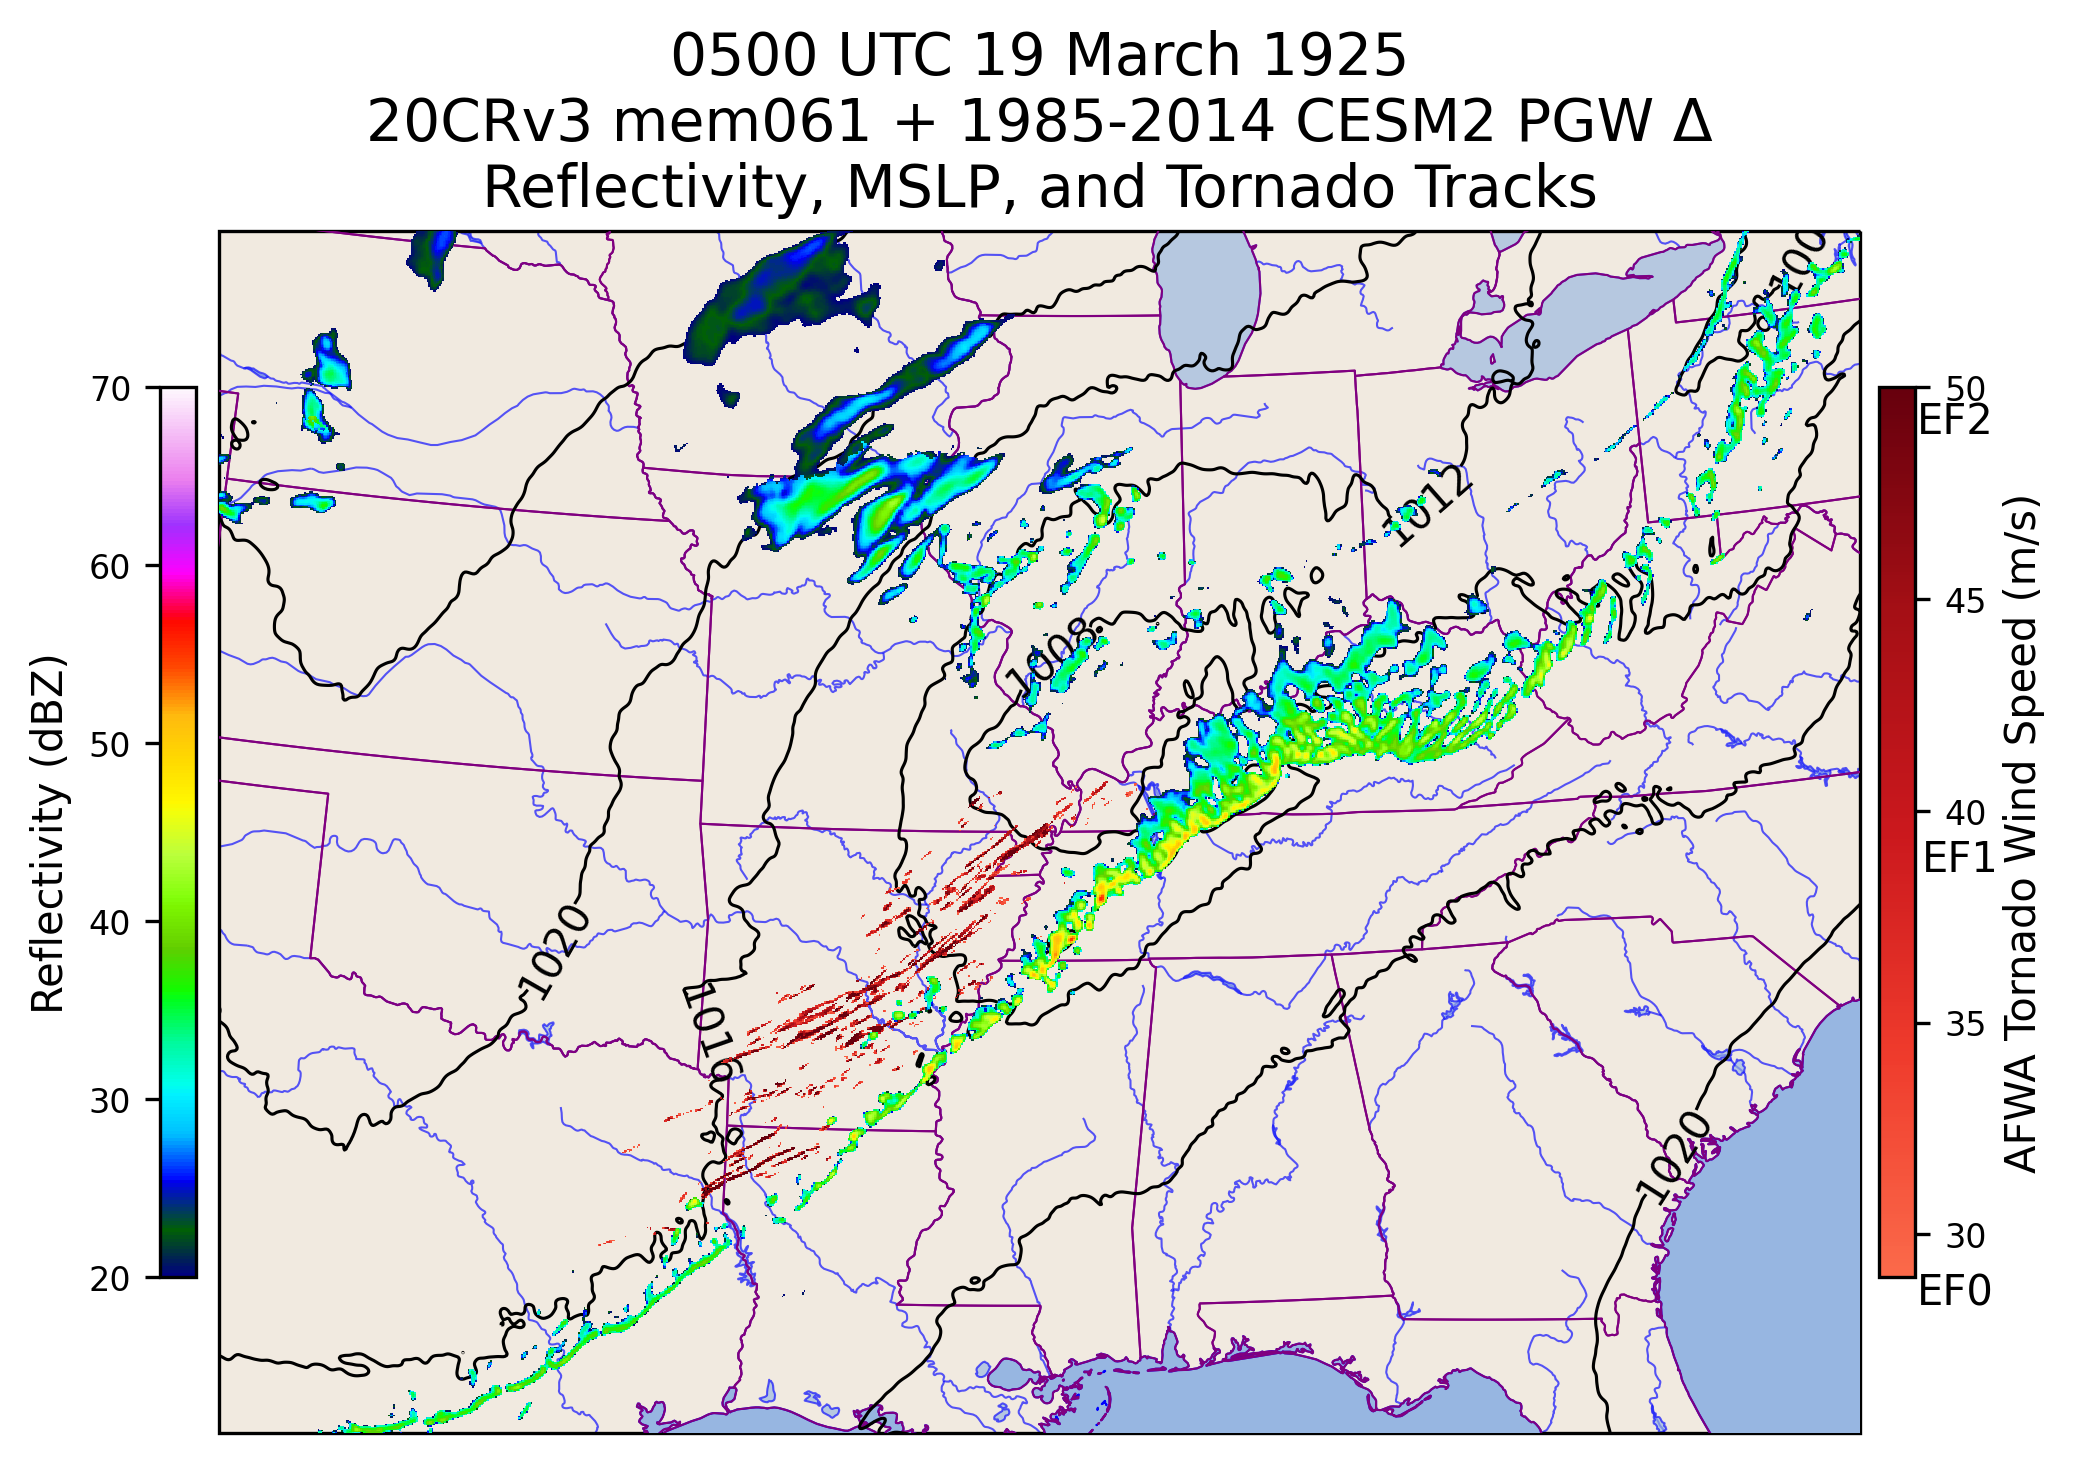 0500 UTC 19 March 1925
20CRv3 mem061 + 1985-2014 CESM2 PGW Δ
Reflectivity, MSLP, and Tornado Tracks
Reflectivity (dBZ)
70
60
50
40
30
20
1012
1008
1020
1016
1020
50
EF2
45
40
EF1
35
30
EF0
AFWA Tornado Wind Speed (m/s)